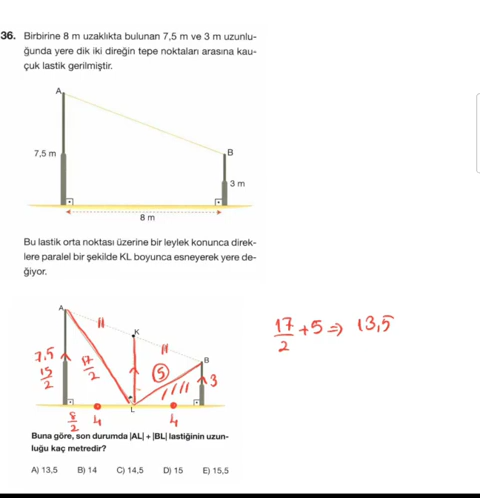 36. Birbirine 8 m uzaklıkta bulunan 7,5 m ve 3 m uzunlu-
ğunda yere dik iki direğin tepe noktaları arasına kau-
çuk lastik gerilmiştir.
A
7,5 m
B
3 m
8 m
Bu lastik orta noktası üzerine bir leylek konunca direk-
lere paralel bir şekilde KL boyunca esneyerek yere de-
ğiyor.
A
K
B
7,5
15
2
17
2
5
3
L
8
2
4
4
17/2 + 5 ⇒ 13,5
Buna göre, son durumda |AL| + |BL| lastiğinin uzun-
luğu kaç metredir?
A) 13,5 B) 14 C) 14,5 D) 15 E) 15,5